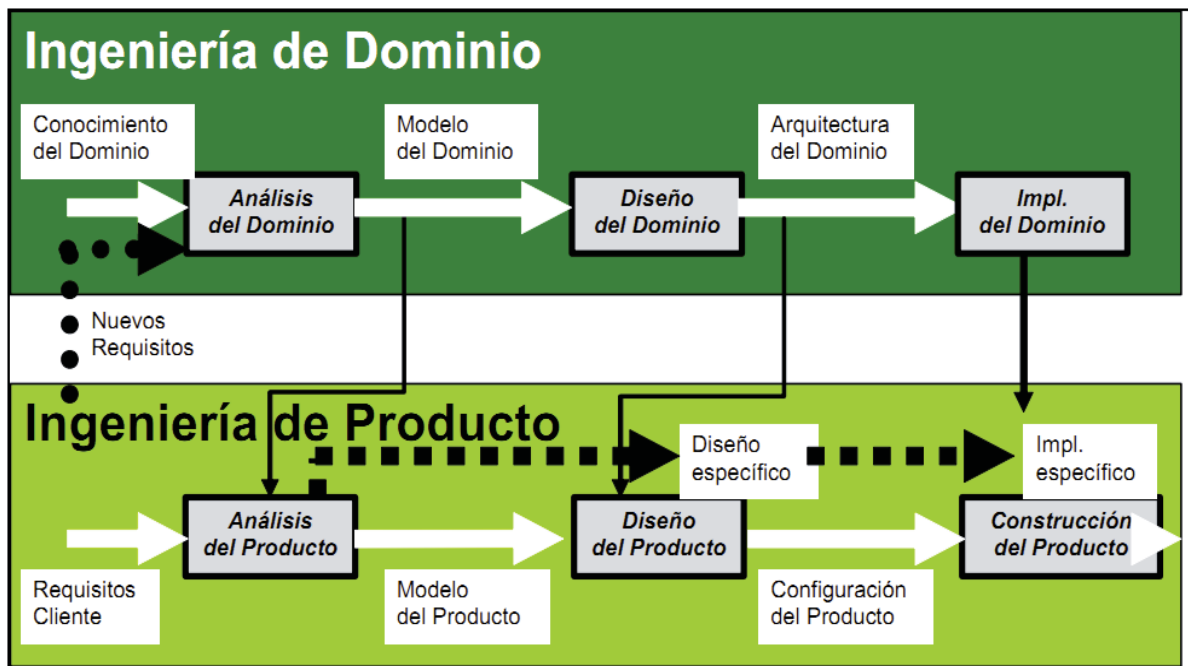 Ingeniería de Dominio
Conocimiento
del Dominio
Modelo
del Dominio
Arquitectura
del Dominio
Análisis
del Dominio
Diseño
del Dominio
Impl.
del Dominio
Nuevos
Requisitos
Ingeniería de Producto
Diseño
específico
Impl.
específico
Análisis
del Producto
Diseño
del Producto
Construcción
del Producto
Requisitos
Cliente
Modelo
del Producto
Configuración
del Producto